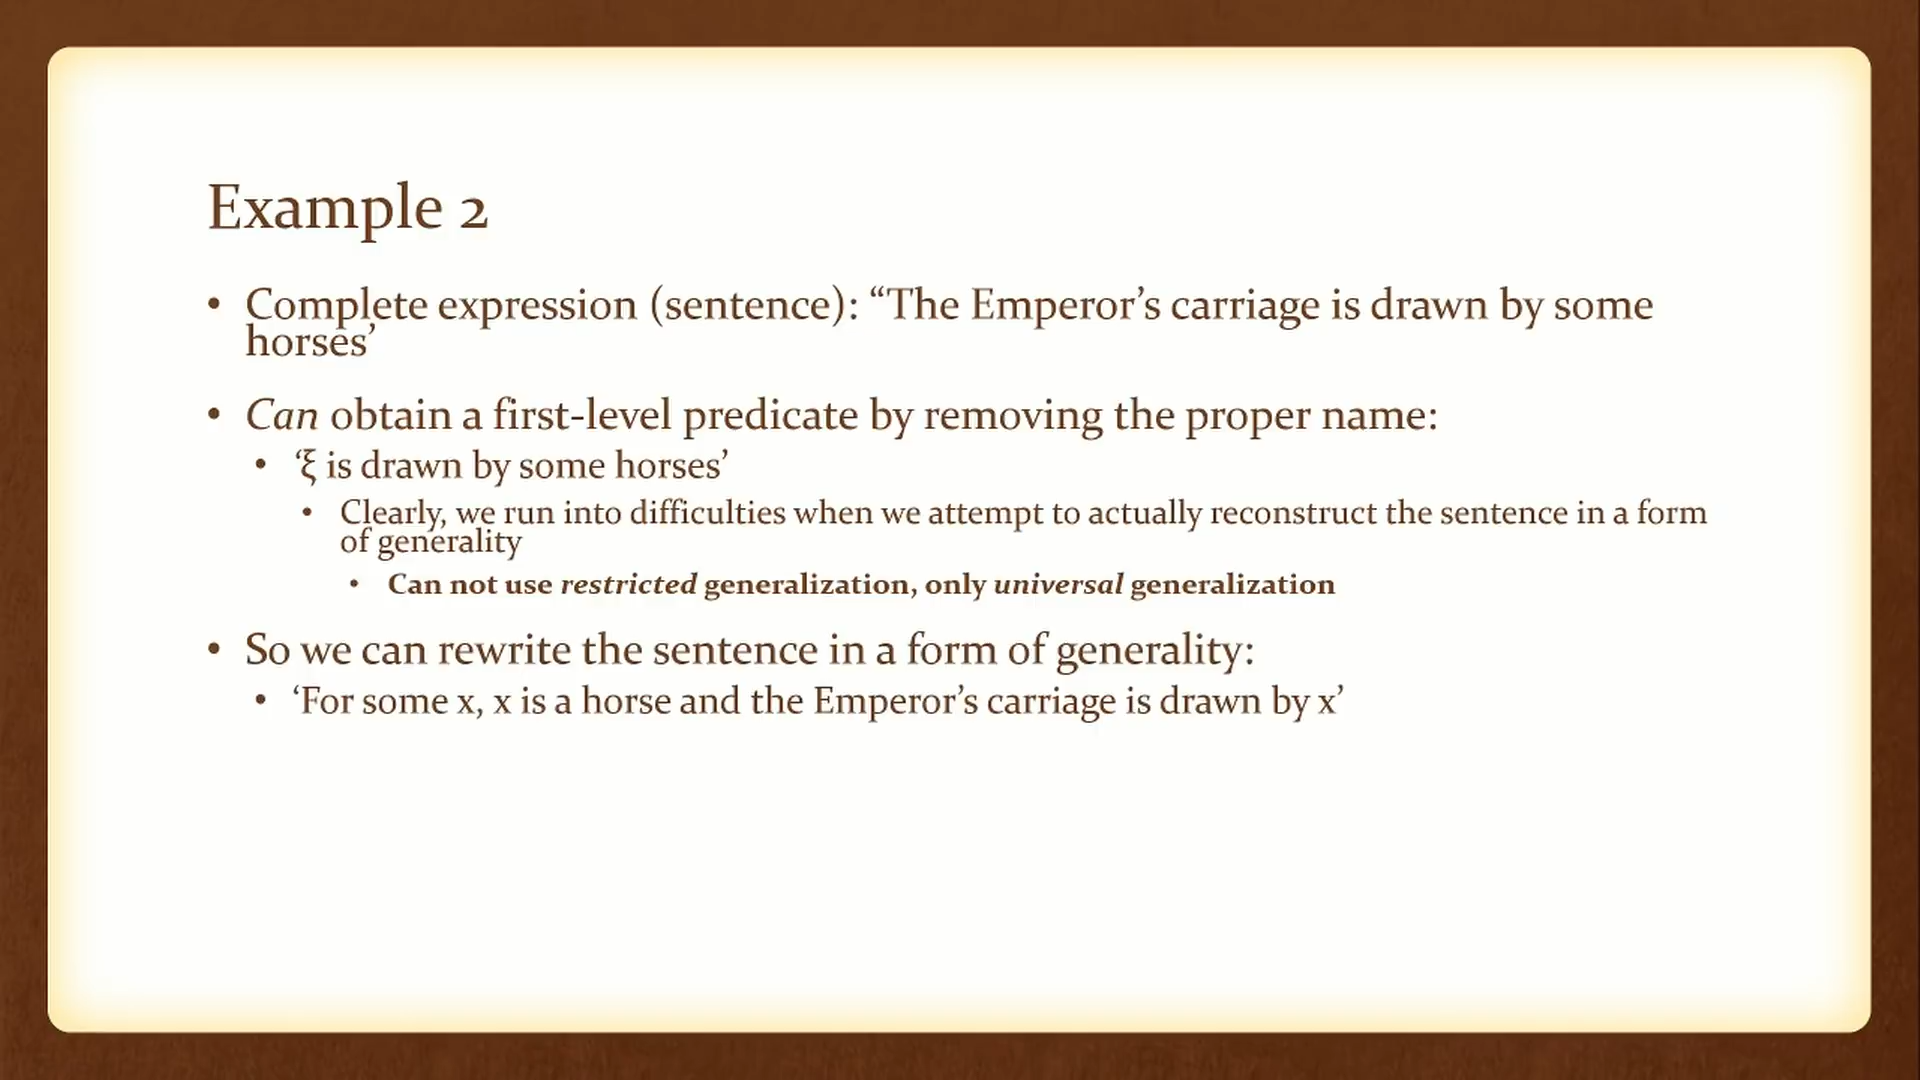 Example 2
• Complete expression (sentence): “The Emperor’s carriage is drawn by some
horses’
• Can obtain a first-level predicate by removing the proper name:
• ‘ξ is drawn by some horses’
• Clearly, we run into difficulties when we attempt to actually reconstruct the sentence in a form
of generality
• Can not use restricted generalization, only universal generalization
• So we can rewrite the sentence in a form of generality:
• ‘For some x, x is a horse and the Emperor’s carriage is drawn by x’